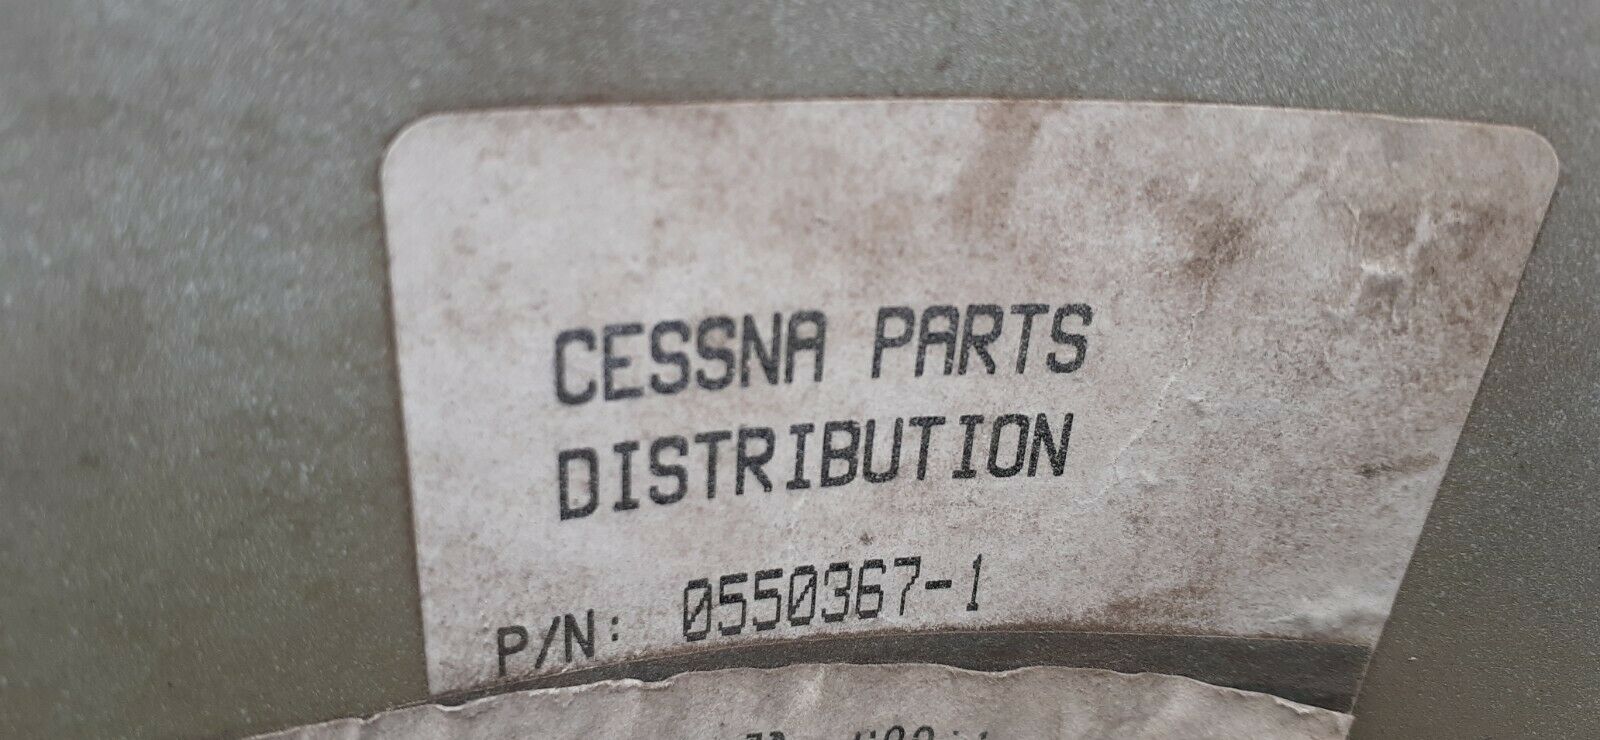 CESSNA PARTS
DISTRIBUTION
P/N: 0550367-1